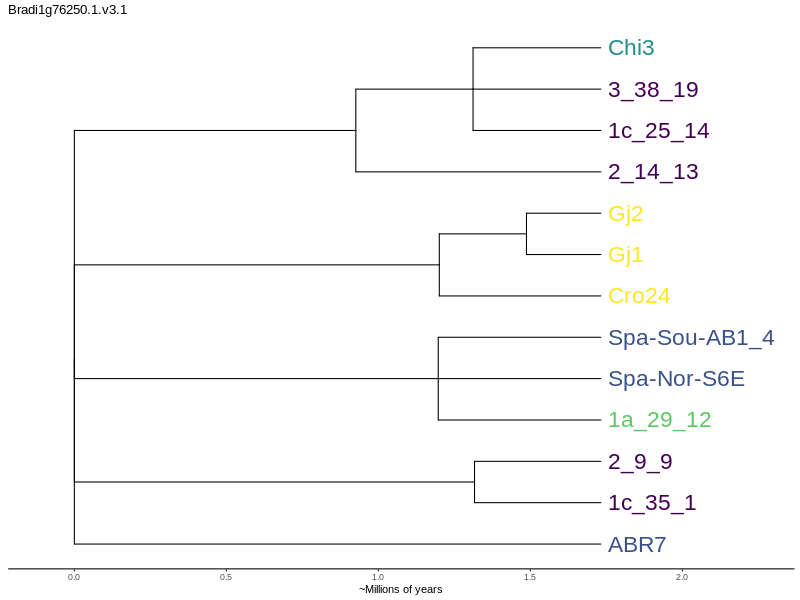 Bradi1g76250.1.v3.1
Chi3
3_38_19
1c_25_14
2_14_13
Gj2
Gj1
Cro24
Spa-Sou-AB1_4
Spa-Nor-S6E
1a_29_12
2_9_9
1c_35_1
ABR7
0.0 0.5 1.0 1.5 2.0
~Millions of years